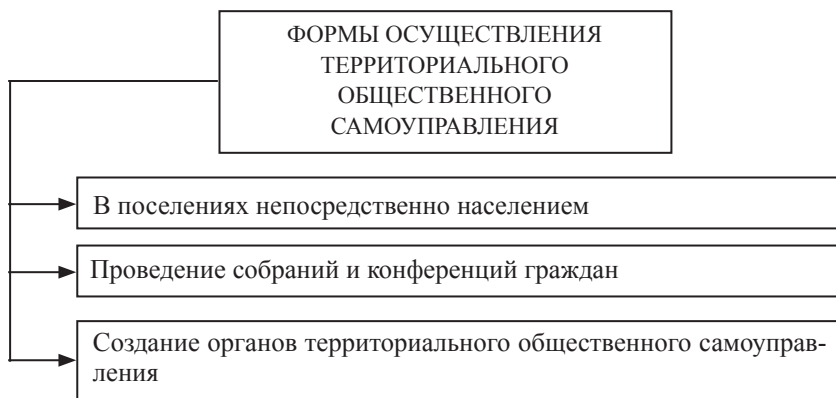 ФОРМЫ ОСУЩЕСТВЛЕНИЯ
ТЕРРИТОРИАЛЬНОГО
ОБЩЕСТВЕННОГО
САМОУПРАВЛЕНИЯ
В поселениях непосредственно населением
Проведение собраний и конференций граждан
Создание органов территориального общественного самоуправ-
ления